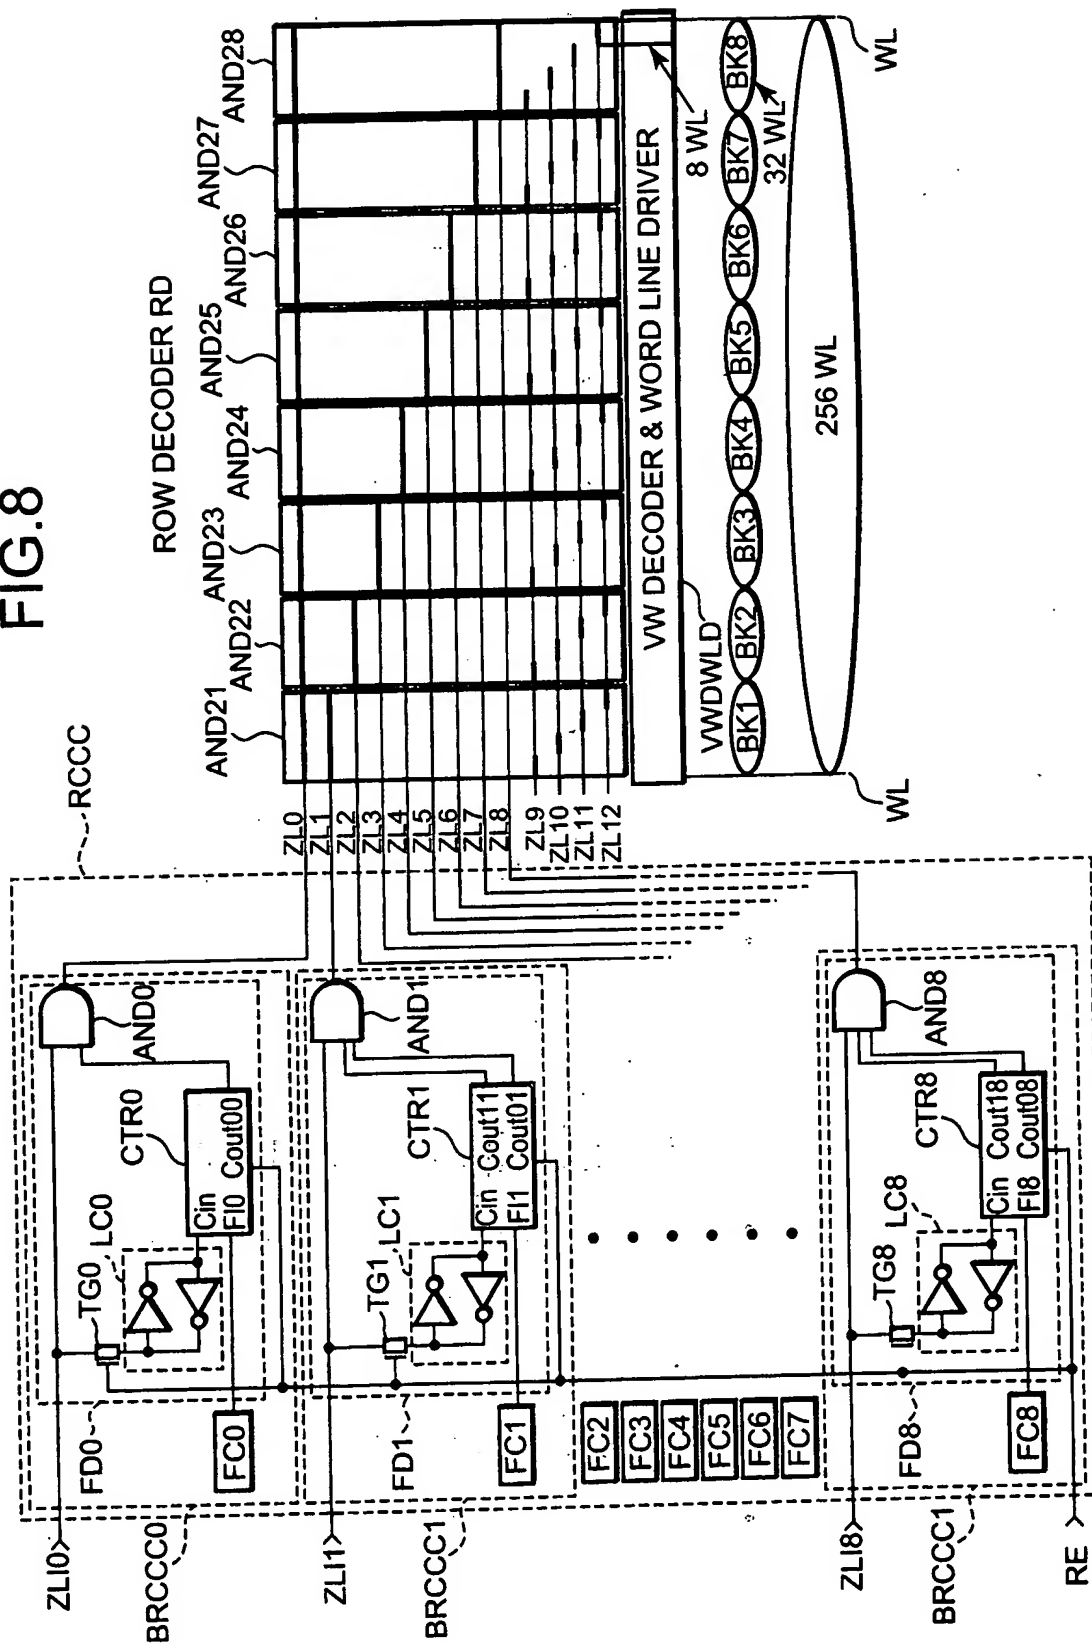 FIG.8
ROW DECODER RD
RCCC
AND21
AND22
AND23
AND24
AND25
AND26
AND27
AND28
ZL0
ZL1
ZL2
ZL3
ZL4
ZL5
ZL6
ZL7
ZL8
ZL9
ZL10
ZL11
ZL12
VW DECODER & WORD LINE DRIVER
VWDWLD
8 WL
BK1
BK2
BK3
BK4
BK5
BK6
BK7
BK8
32 WL
256 WL
WL
WL
ZLI0
BRCCC0
FD0
TG0
LC0
CTR0
Cin
FI0
Cout00
AND0
FC0
ZLI1
BRCCC1
FD1
TG1
LC1
CTR1
Cin Cout11
FI1 Cout01
AND1
FC1
FC2
FC3
FC4
FC5
FC6
FC7
ZLI8
BRCCC1
FD8
TG8
LC8
CTR8
Cin Cout18
FI8 Cout08
AND8
FC8
RE